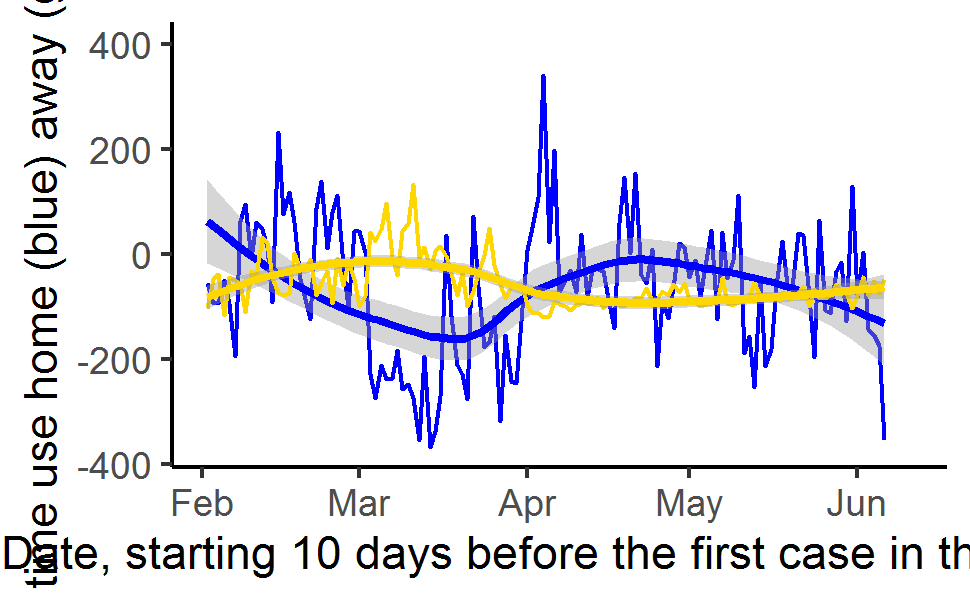 time use home (blue) away (
400
200
0
-200
-400
Feb Mar Apr May Jun
Date, starting 10 days before the first case in th